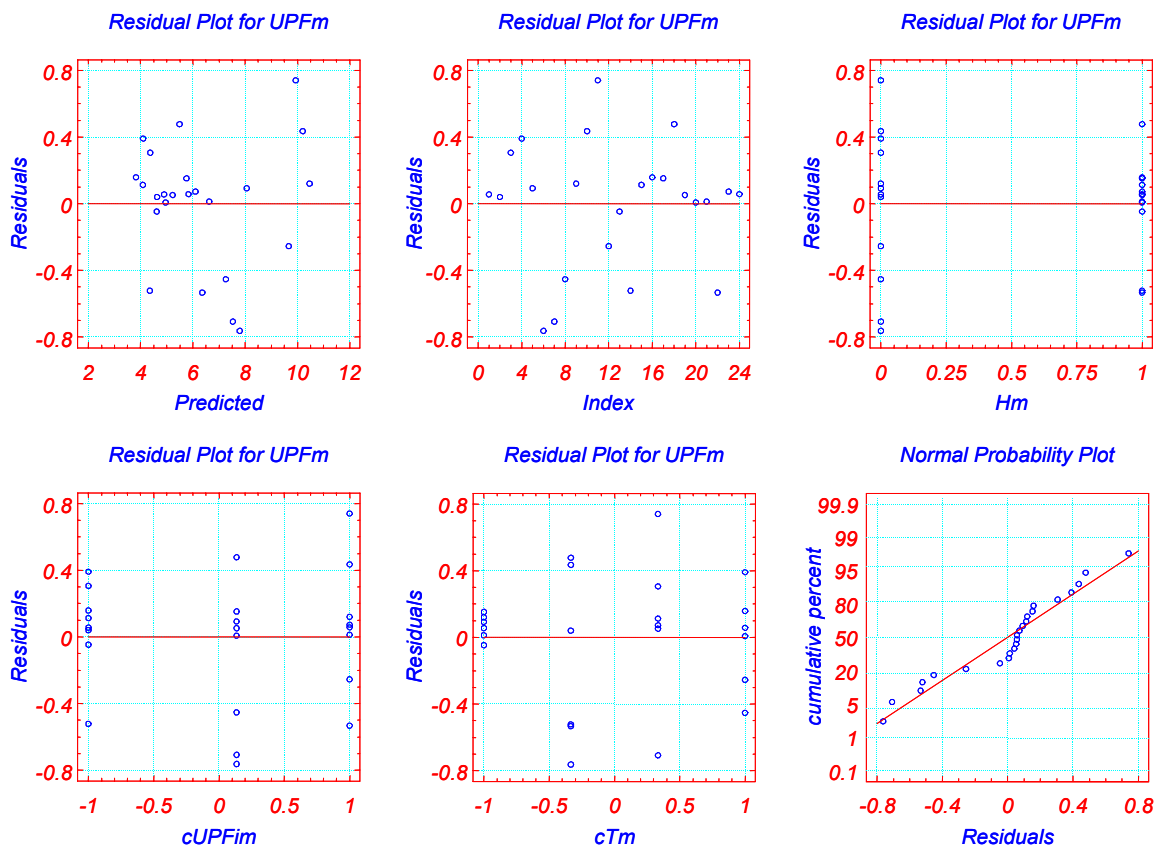 Residual Plot for UPFm
Residuals
0.8
0.4
0
-0.4
-0.8
2 4 6 8 10 12
Predicted
Residual Plot for UPFm
Residuals
0.8
0.4
0
-0.4
-0.8
0 4 8 12 16 20 24
Index
Residual Plot for UPFm
Residuals
0.8
0.4
0
-0.4
-0.8
0 0.25 0.5 0.75 1
Hm
Residual Plot for UPFm
Residuals
0.8
0.4
0
-0.4
-0.8
-1 -0.5 0 0.5 1
cUPFim
Residual Plot for UPFm
Residuals
0.8
0.4
0
-0.4
-0.8
-1 -0.5 0 0.5 1
cTm
Normal Probability Plot
cumulative percent
99.9
99
95
80
50
20
5
1
0.1
-0.8 -0.4 0 0.4 0.8
Residuals